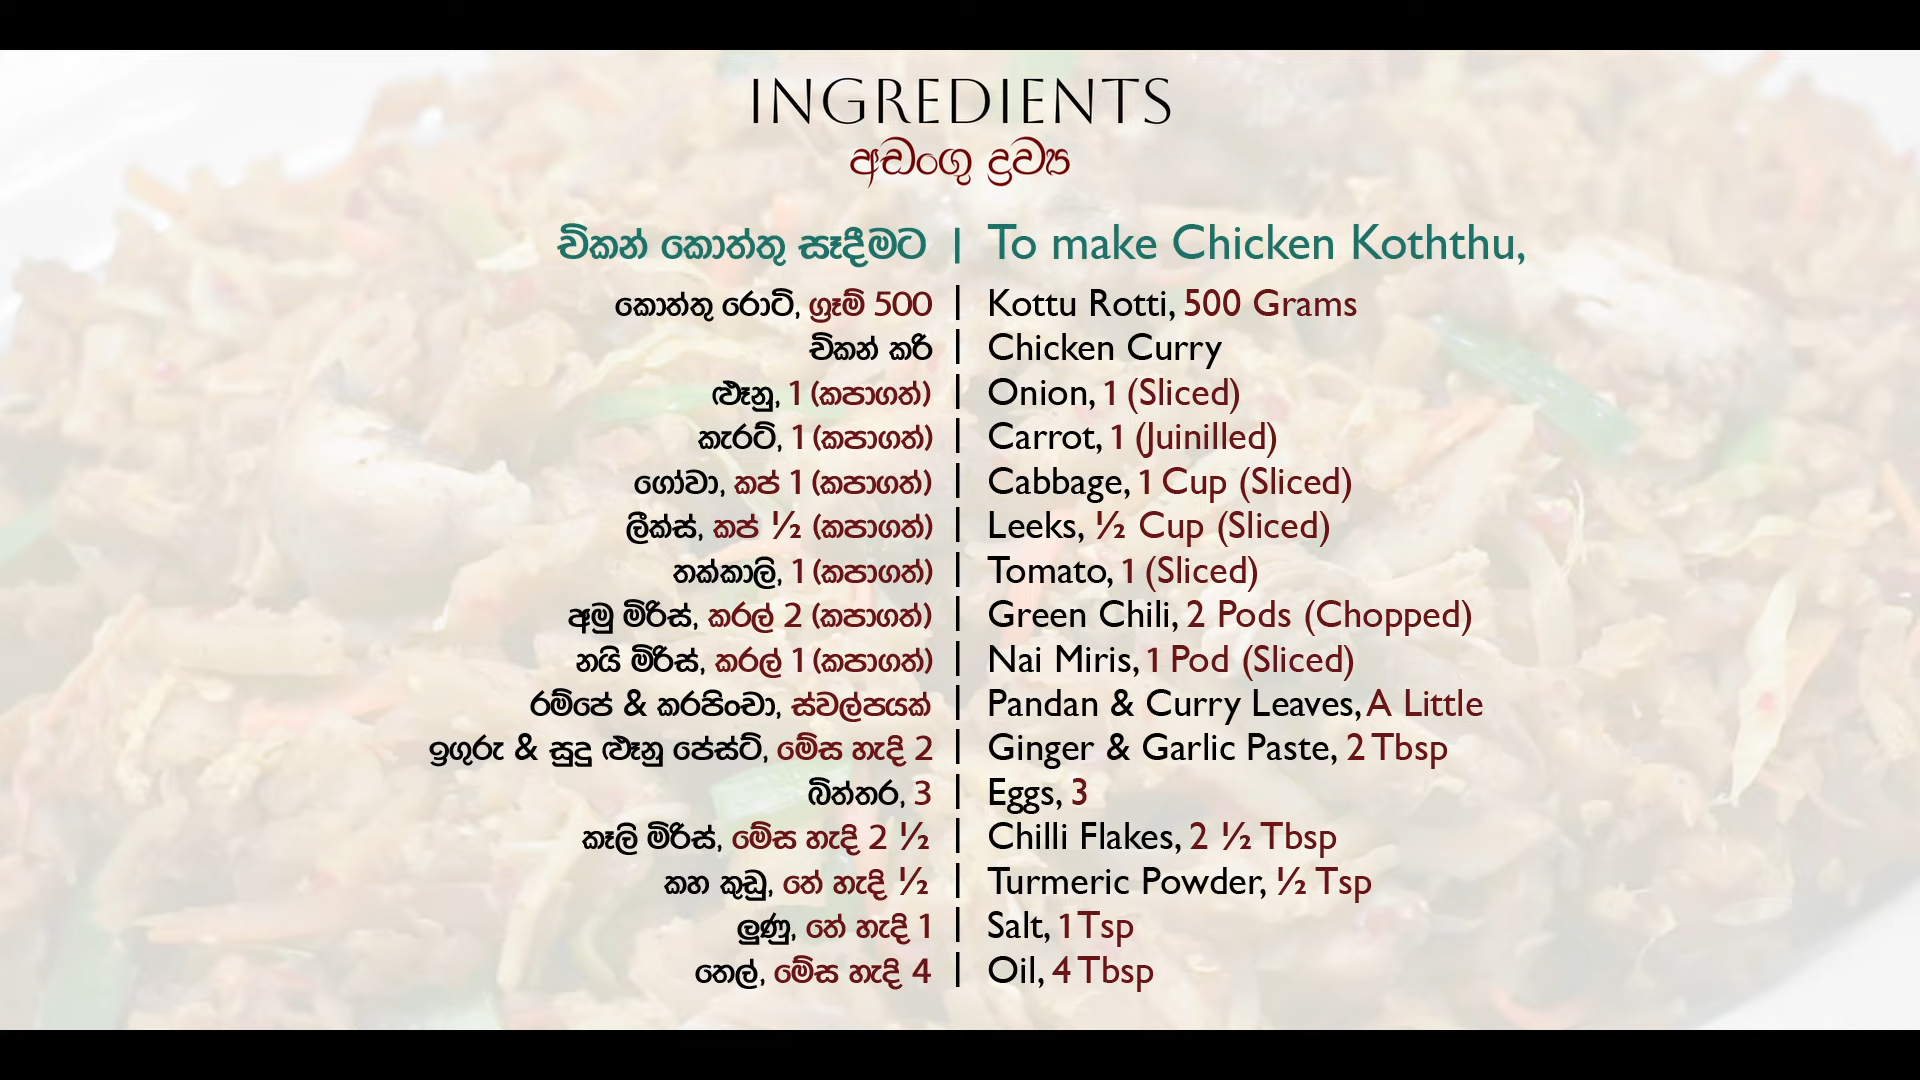 INGREDIENTS
අඩංගු ද්‍රව්‍ය
චිකන් කොත්තු සෑදීමට | To make Chicken Koththu,
කොත්තු රොටි, ග්‍රෑම් 500 | Kottu Rotti, 500 Grams
චිකන් කරි | Chicken Curry
ළූනු, 1 (කපාගත්) | Onion, 1 (Sliced)
කැරට්, 1 (කපාගත්) | Carrot, 1 (Juinilled)
ගෝවා, කප් 1 (කපාගත්) | Cabbage, 1 Cup (Sliced)
ලීක්ස්, කප් ½ (කපාගත්) | Leeks, ½ Cup (Sliced)
තක්කාලි, 1 (කපාගත්) | Tomato, 1 (Sliced)
අමු මිරිස්, කරල් 2 (කපාගත්) | Green Chili, 2 Pods (Chopped)
නයි මිරිස්, කරල් 1 (කපාගත්) | Nai Miris, 1 Pod (Sliced)
රම්පේ & කරපිංචා, ස්වල්පයක් | Pandan & Curry Leaves, A Little
ඉගුරු & සුදු ළූනු පේස්ට්, මේස හැදි 2 | Ginger & Garlic Paste, 2 Tbsp
බිත්තර, 3 | Eggs, 3
කෑලි මිරිස්, මේස හැදි 2 ½ | Chilli Flakes, 2 ½ Tbsp
කහ කුඩු, තේ හැදි ½ | Turmeric Powder, ½ Tsp
ලුණු, තේ හැදි 1 | Salt, 1 Tsp
තෙල්, මේස හැදි 4 | Oil, 4 Tbsp